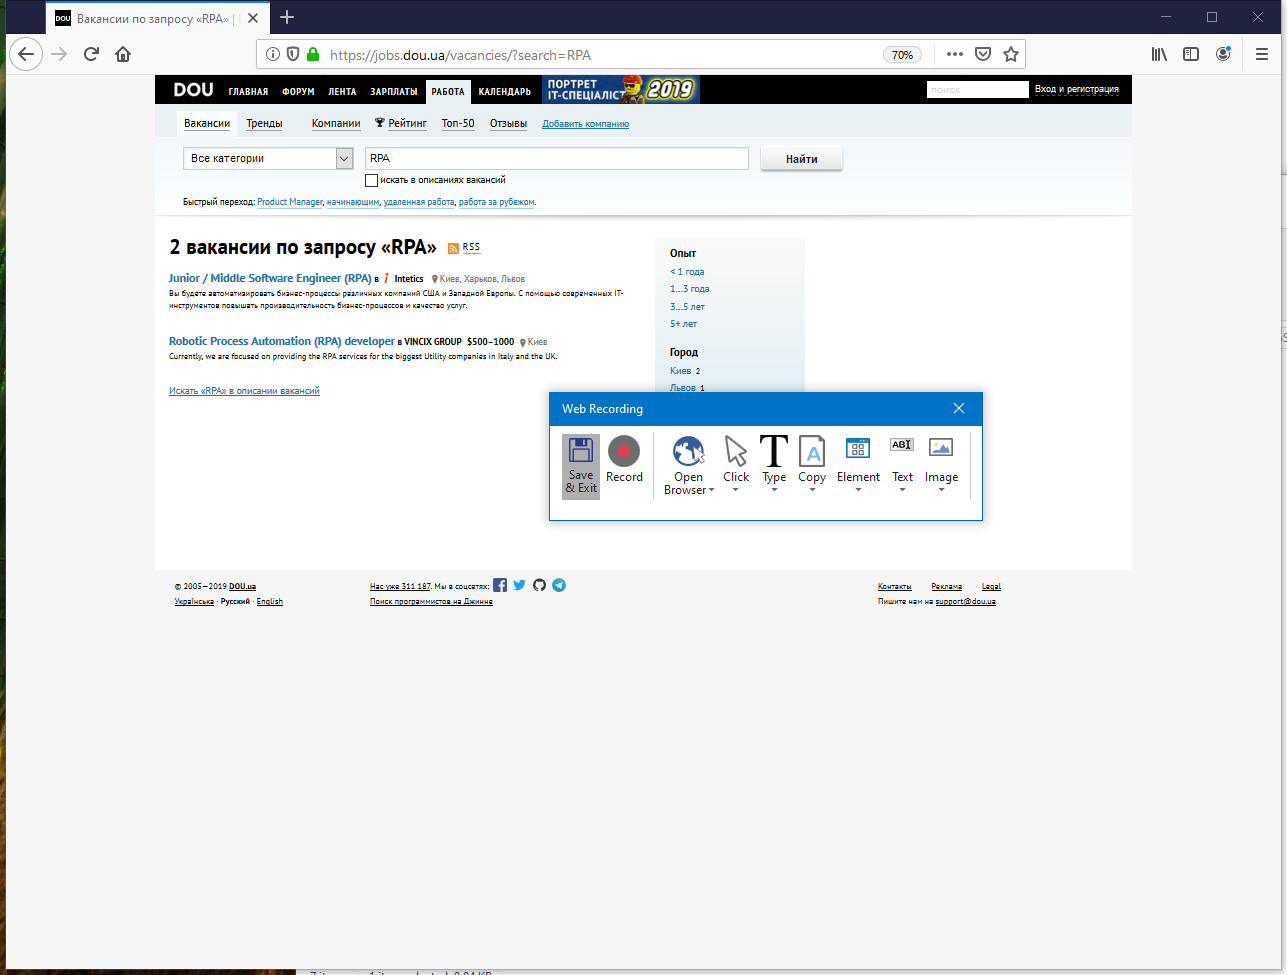 DOU Вакансии по запросу «RPA» |
https://jobs.dou.ua/vacancies/?search=RPA 70%
DOU ГЛАВНАЯ ФОРУМ ЛЕНТА ЗАРПЛАТЫ РАБОТА КАЛЕНДАРЬ ПОРТРЕТ ІТ-СПЕЦІАЛІСТ 2019 поиск Вход и регистрация
Вакансии Тренды Компании Рейтинг Топ-50 Отзывы Добавить компанию
Все категории RPA Найти
искать в описаниях вакансий
Быстрый переход: Product Manager, начинающим, удаленная работа, работа за рубежом.
2 вакансии по запросу «RPA» RSS
Junior / Middle Software Engineer (RPA) в Intetics Киев, Харьков, Львов
Вы будете автоматизировать бизнес-процессы различных компаний США и Западной Европы. С помощью современных IT-
инструментов повышать производительность бизнес-процессов и качество услуг.
Robotic Process Automation (RPA) developer в VINCIX GROUP $500–1000 Киев
Currently, we are focused on providing the RPA services for the biggest Utility companies in Italy and the UK.
Искать «RPA» в описании вакансий
Опыт
< 1 года
1…3 года
3…5 лет
5+ лет
Город
Киев 2
Львов 1
Web Recording
Save & Exit
Record
Open Browser
Click
Type
Copy
Element
ABI
Text
Image
© 2005—2019 DOU.ua
Українська · Русский · English
Нас уже 311 187. Мы в соцсетях:
Поиск программистов на Джинне
Контакты Реклама Legal
Пишите нам на support@dou.ua